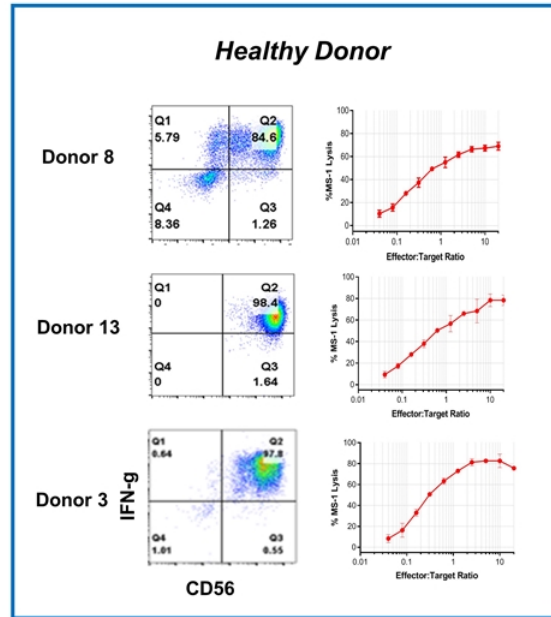 Healthy Donor
Donor 8
Q1
5.79
Q2
84.6
Q4
8.36
Q3
1.26
%MS-1 Lysis
100
80
60
40
20
0
0.01 0.1 1 10
Effector:Target Ratio
Donor 13
Q1
0
Q2
98.4
Q4
0
Q3
1.64
% MS-1 Lysis
100
80
60
40
20
0
0.01 0.1 1 10
Effector:Target Ratio
Donor 3
IFN-g
Q1
0.64
Q2
97.8
Q4
1.01
Q3
0.55
CD56
% MS-1 Lysis
100
80
60
40
20
0
0.01 0.1 1 10
Effector:Target Ratio